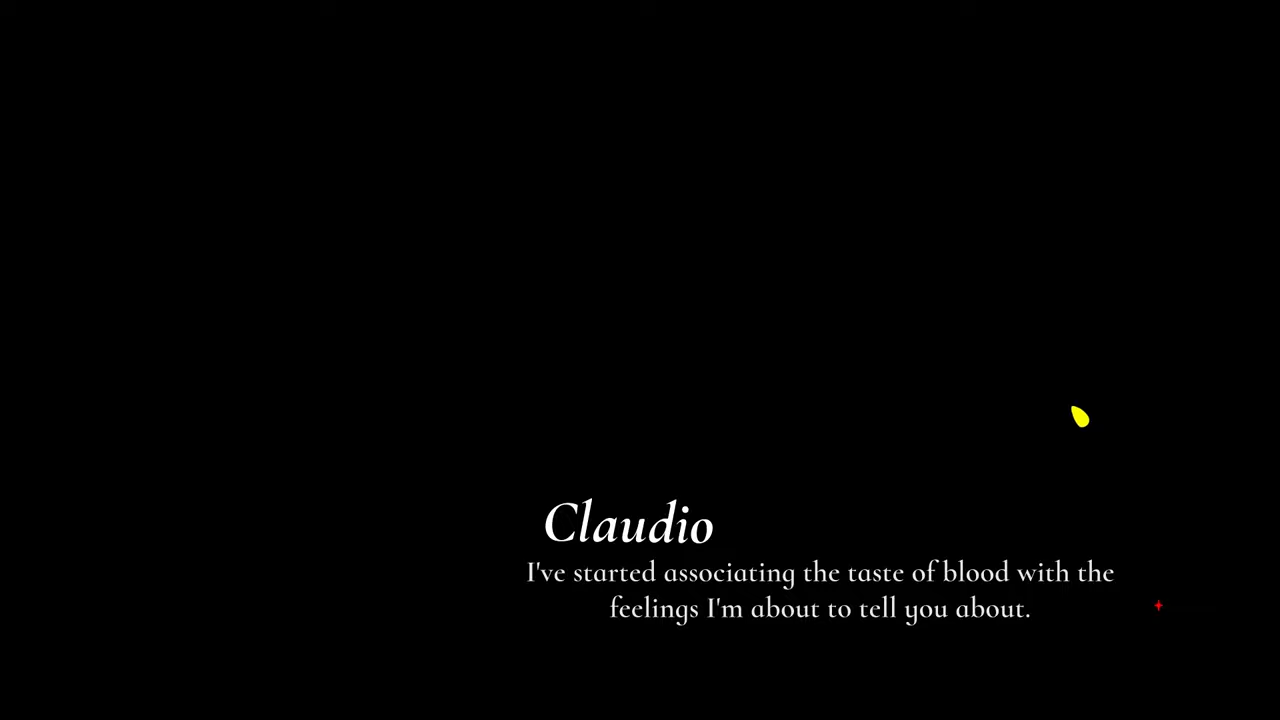 Claudio
I've started associating the taste of blood with the
feelings I'm about to tell you about.